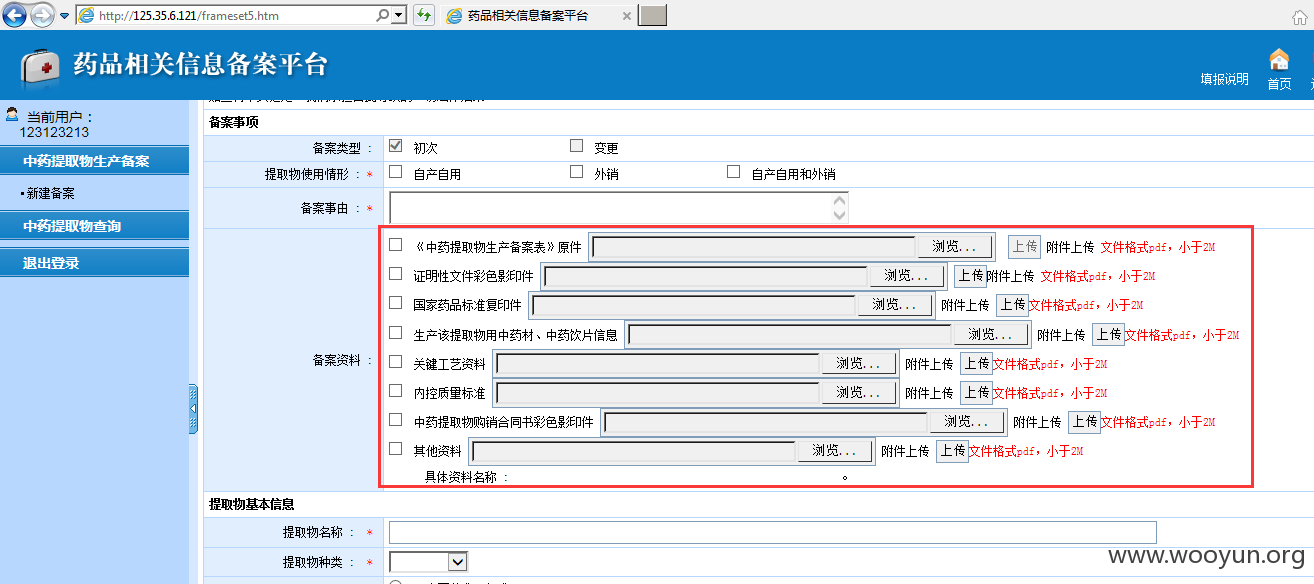 http://125.35.6.121/frameset5.htm
药品相关信息备案平台
药品相关信息备案平台
填报说明
首页
当前用户：
123123213
中药提取物生产备案
·新建备案
中药提取物查询
退出登录
备案事项
备案类型 ： 初次 变更
提取物使用情形 ： * 自产自用 外销 自产自用和外销
备案事由 ： *
备案资料 ：
《中药提取物生产备案表》原件 浏览... 上传 附件上传 文件格式pdf，小于2M
证明性文件彩色影印件 浏览... 上传 附件上传 文件格式pdf，小于2M
国家药品标准复印件 浏览... 附件上传 上传 文件格式pdf，小于2M
生产该提取物用中药材、中药饮片信息 浏览... 附件上传 上传 文件格式pdf，小于2M
关键工艺资料 浏览... 附件上传 上传 文件格式pdf，小于2M
内控质量标准 浏览... 附件上传 上传 文件格式pdf，小于2M
中药提取物购销合同书彩色影印件 浏览... 附件上传 上传 文件格式pdf，小于2M
其他资料 浏览... 附件上传 上传 文件格式pdf，小于2M
具体资料名称 ： 。
提取物基本信息
提取物名称 ： *
提取物种类 ： *
www.wooyun.org